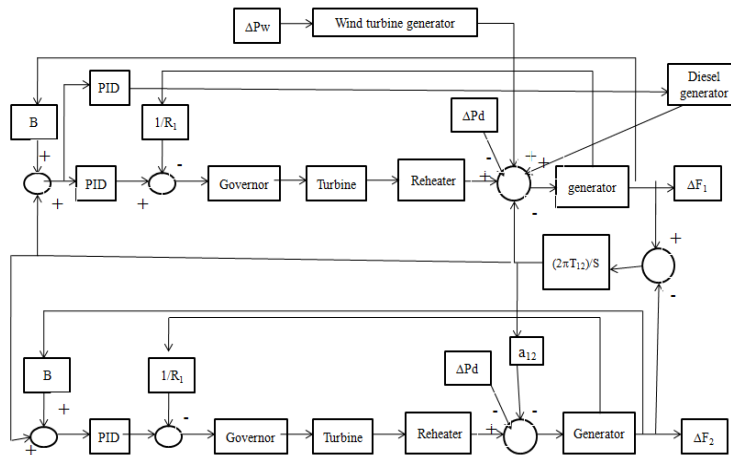 ΔPw
Wind turbine generator
PID
Diesel
generator
B
1/R₁
ΔPd
+
-
-
+
+
+
PID
+
Governor
Turbine
Reheater
+
generator
ΔF₁
-
+
(2πT₁₂)/S
-
B
1/R₁
ΔPd
a₁₂
+
-
-
-
+
PID
Governor
Turbine
Reheater
+
Generator
ΔF₂